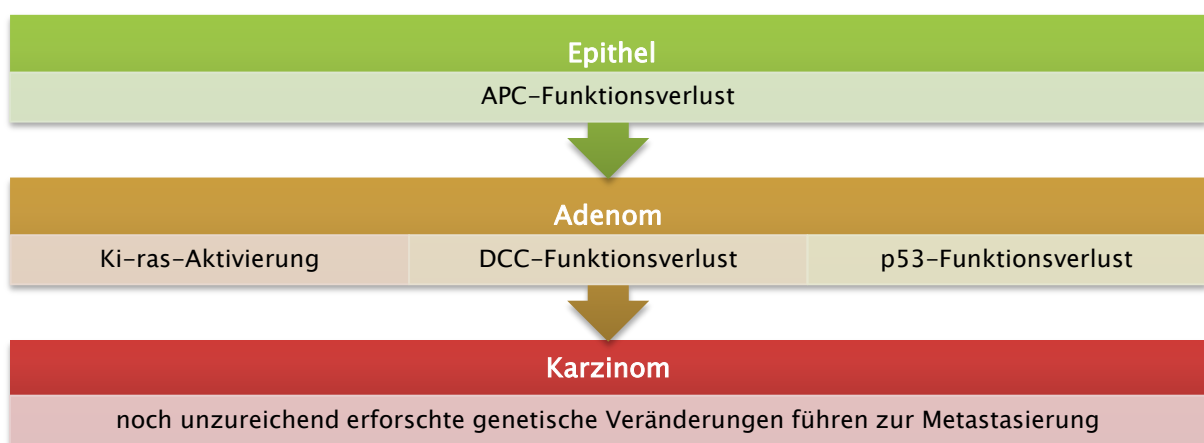 Epithel
APC-Funktionsverlust
Adenom
Ki-ras-Aktivierung DCC-Funktionsverlust p53-Funktionsverlust
Karzinom
noch unzureichend erforschte genetische Veränderungen führen zur Metastasierung